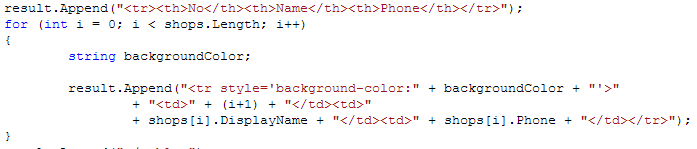 result.Append("<tr><th>No</th><th>Name</th><th>Phone</th></tr>");
for (int i = 0; i < shops.Length; i++)
{
string backgroundColor;
result.Append("<tr style='background-color:" + backgroundColor + "'>"
+ "<td>" + (i+1) + "</td><td>"
+ shops[i].DisplayName + "</td><td>" + shops[i].Phone + "</td></tr>");
}